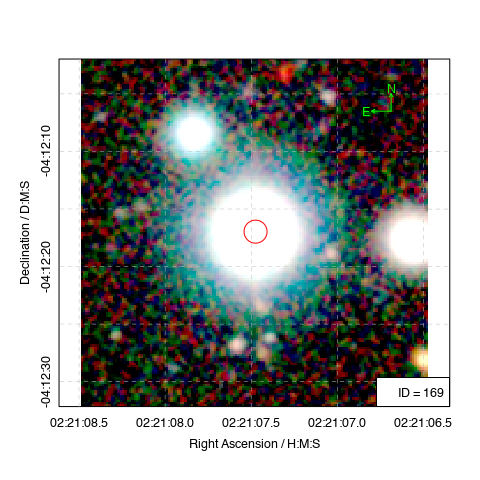 N
E
-04:12:10
-04:12:20
-04:12:30
Declination / D:M:S
ID = 169
02:21:08.5 02:21:08.0 02:21:07.5 02:21:07.0 02:21:06.5
Right Ascension / H:M:S